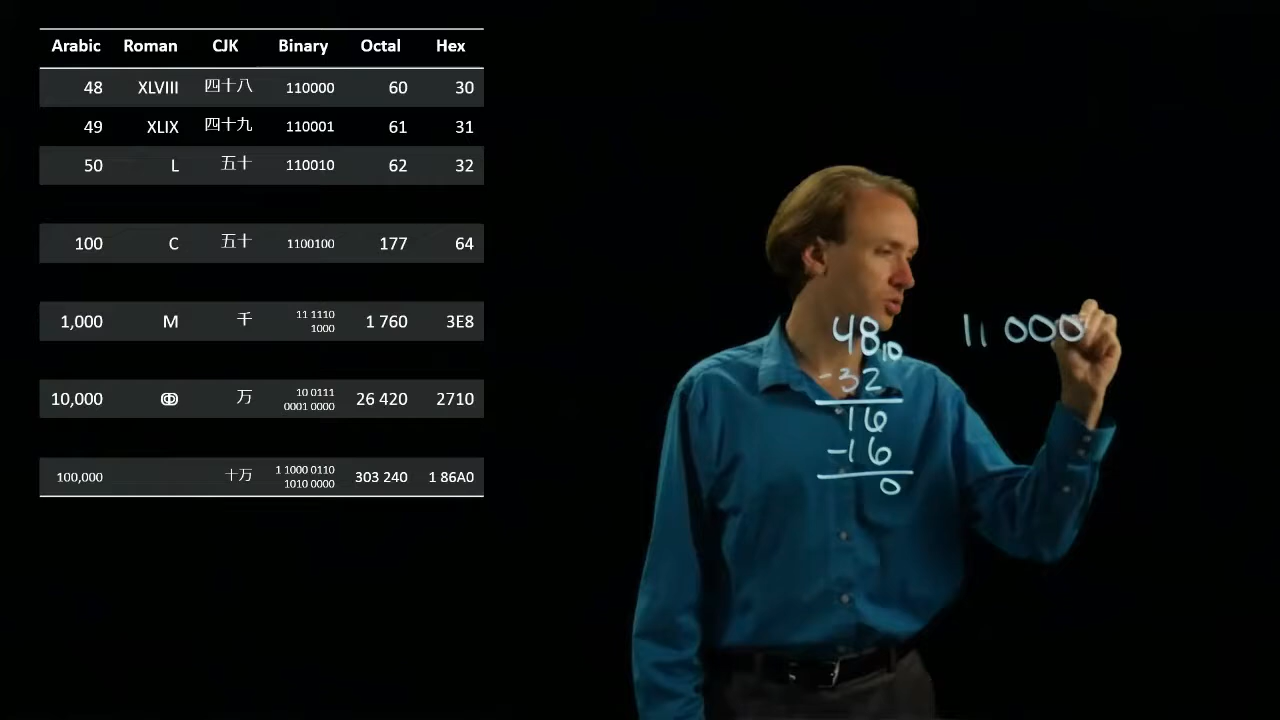 Arabic Roman CJK Binary Octal Hex
48 XLVIII 四十八 110000 60 30
49 XLIX 四十九 110001 61 31
50 L 五十 110010 62 32
100 C 五十 1100100 177 64
1,000 M 千 11 1110 1000 1 760 3E8
10,000 ↂ 万 10 0111 0001 0000 26 420 2710
100,000 十万 1 1000 0110 1010 0000 303 240 1 86A0
48₁₀ 11 000
-32
16
-16
0